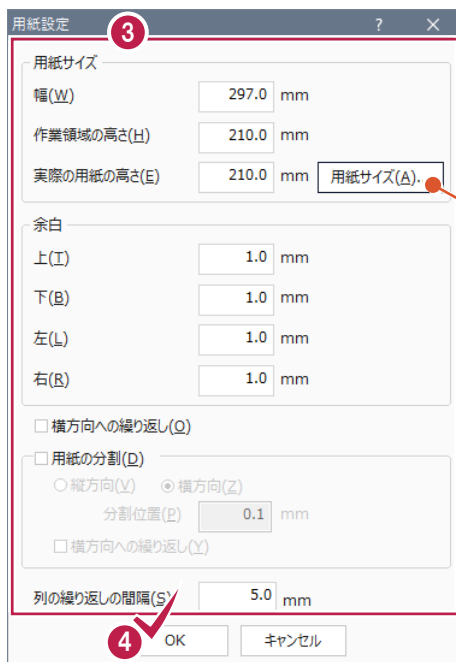 用紙設定 ? ×
3
用紙サイズ
幅(W) 297.0 mm
作業領域の高さ(H) 210.0 mm
実際の用紙の高さ(E) 210.0 mm 用紙サイズ(A)...
余白
上(T) 1.0 mm
下(B) 1.0 mm
左(L) 1.0 mm
右(R) 1.0 mm
横方向への繰り返し(O)
用紙の分割(D)
縦方向(V) 横方向(Z)
分割位置(P) 0.1 mm
横方向への繰り返し(Y)
列の繰り返しの間隔(S) 5.0 mm
4 OK キャンセル